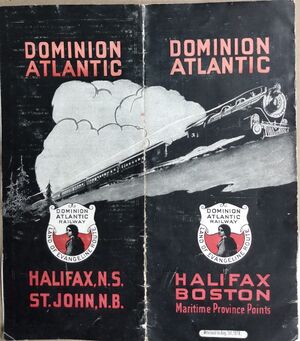 DOMINION
ATLANTIC
DOMINION
ATLANTIC
RAILWAY
LAND OF EVANGELINE ROUTE
HALIFAX, N.S.
ST. JOHN, N.B.
DOMINION
ATLANTIC
DOMINION
ATLANTIC
RAILWAY
LAND OF EVANGELINE ROUTE
HALIFAX
BOSTON
Maritime Province Points